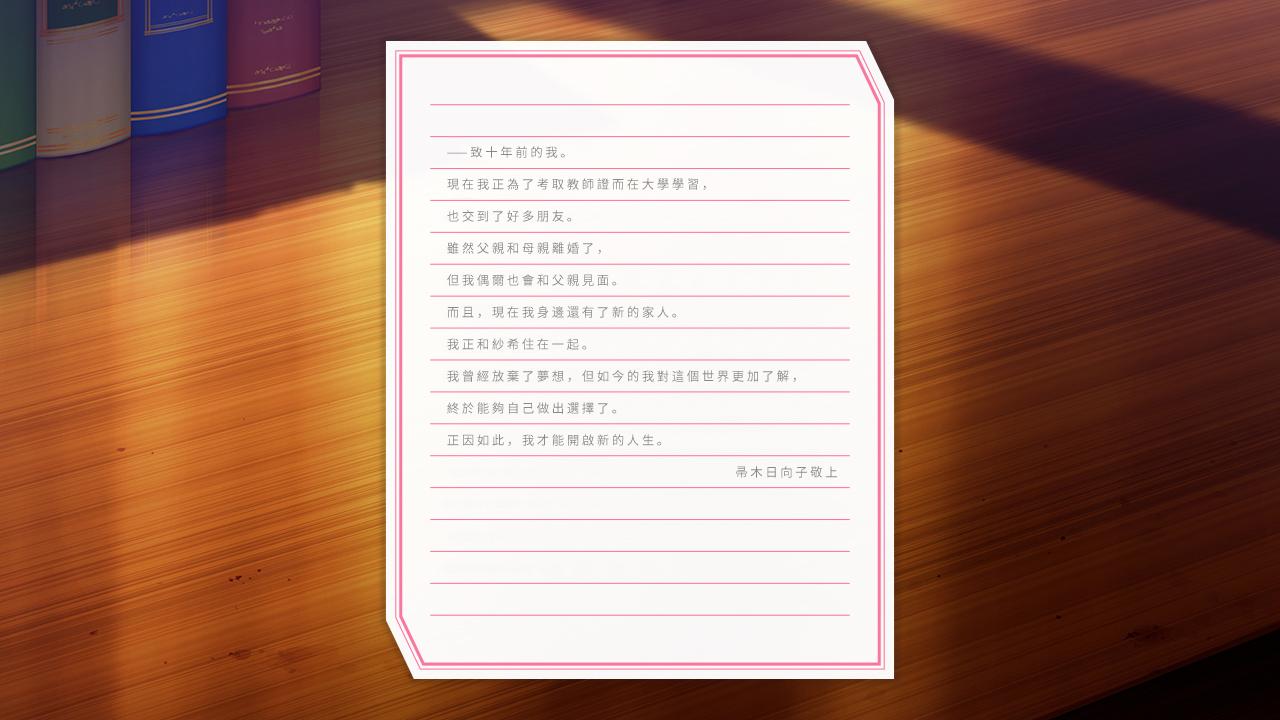 ──致十年前的我。
現在我正為了考取教師證而在大學學習，
也交到了好多朋友。
雖然父親和母親離婚了，
但我偶爾也會和父親見面。
而且，現在我身邊還有了新的家人。
我正和紗希住在一起。
我曾經放棄了夢想，但如今的我對這個世界更加了解，
終於能夠自己做出選擇了。
正因如此，我才能開啟新的人生。
帚木日向子敬上